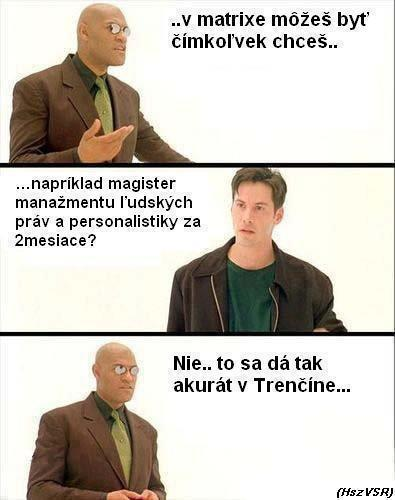 ..v matrixe môžeš byť
čímkoľvek chceš..
...napríklad magister
manažmentu ľudských
práv a personalistiky za
2mesiace?
Nie.. to sa dá tak
akurát v Trenčíne...
(HszVSR)